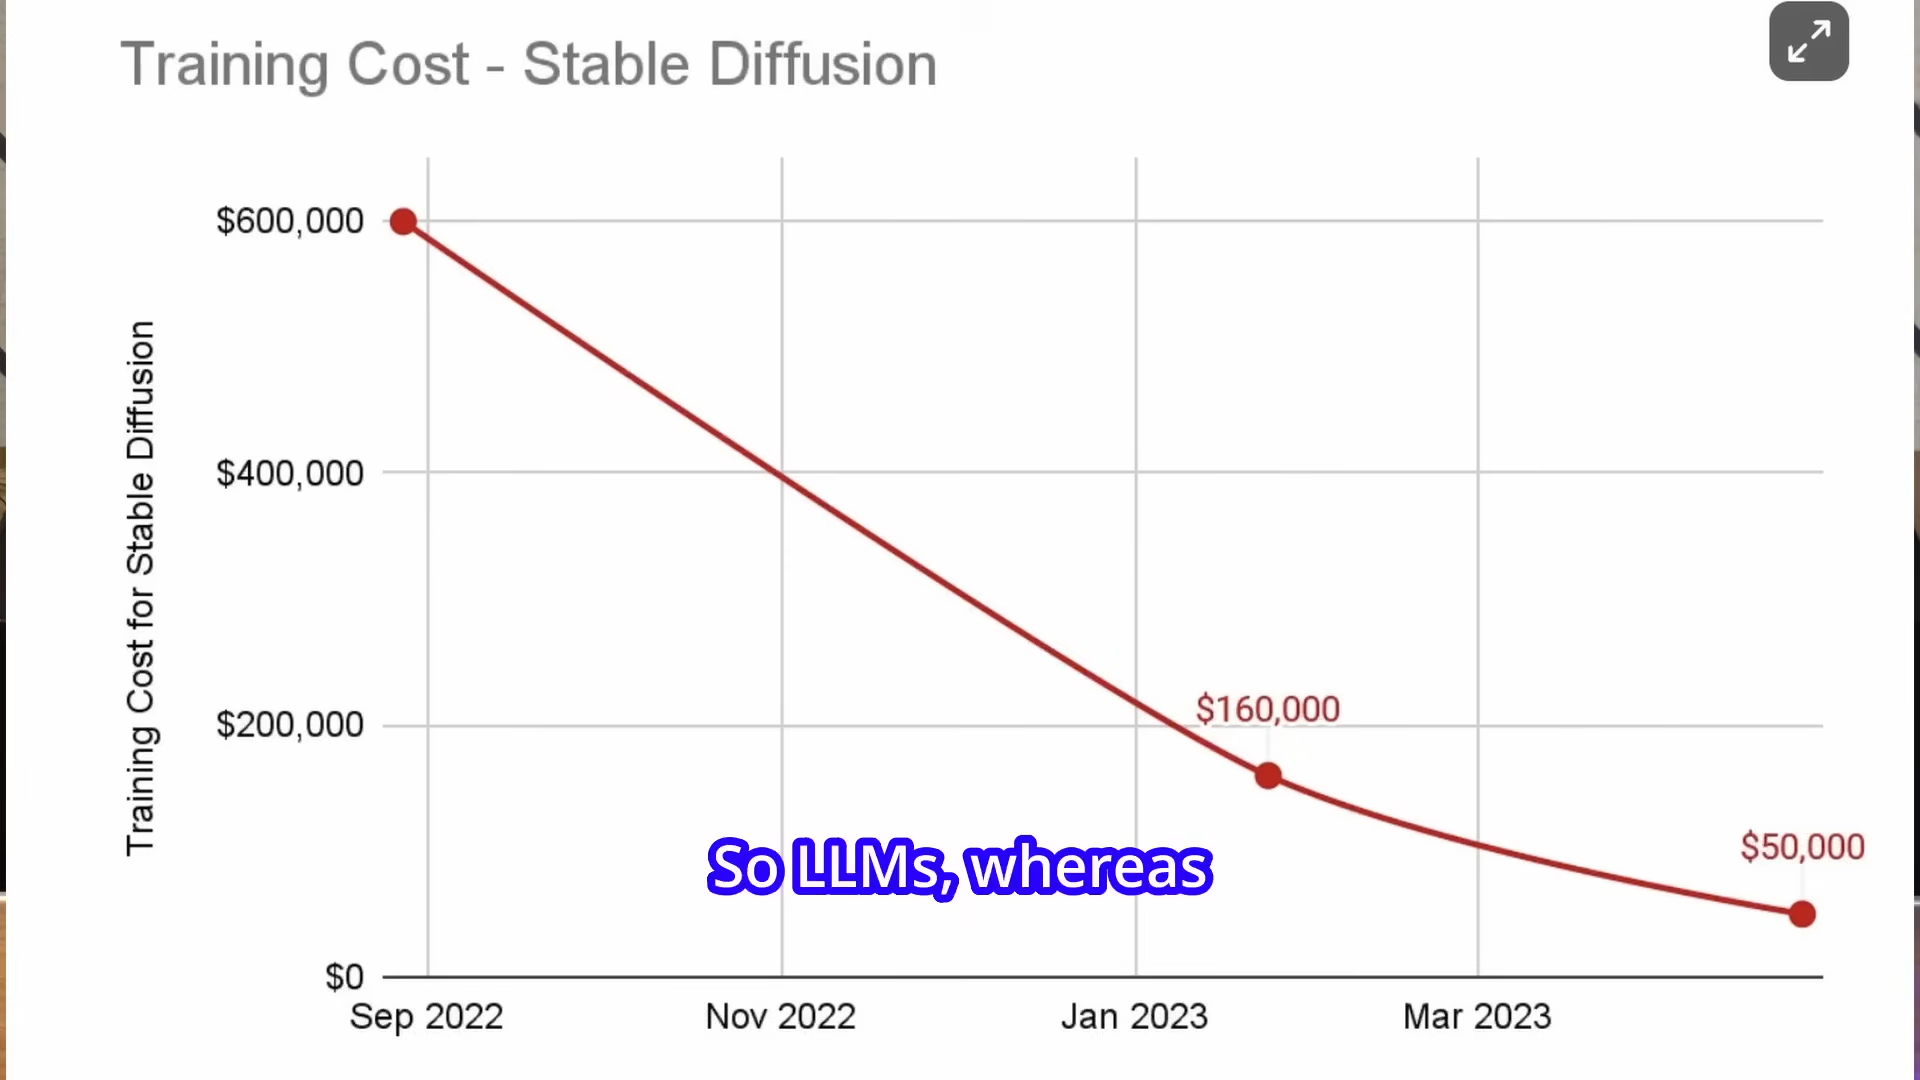 Training Cost - Stable Diffusion
Training Cost for Stable Diffusion
$600,000
$400,000
$200,000
$0
$160,000
$50,000
So LLMs, whereas
Sep 2022
Nov 2022
Jan 2023
Mar 2023